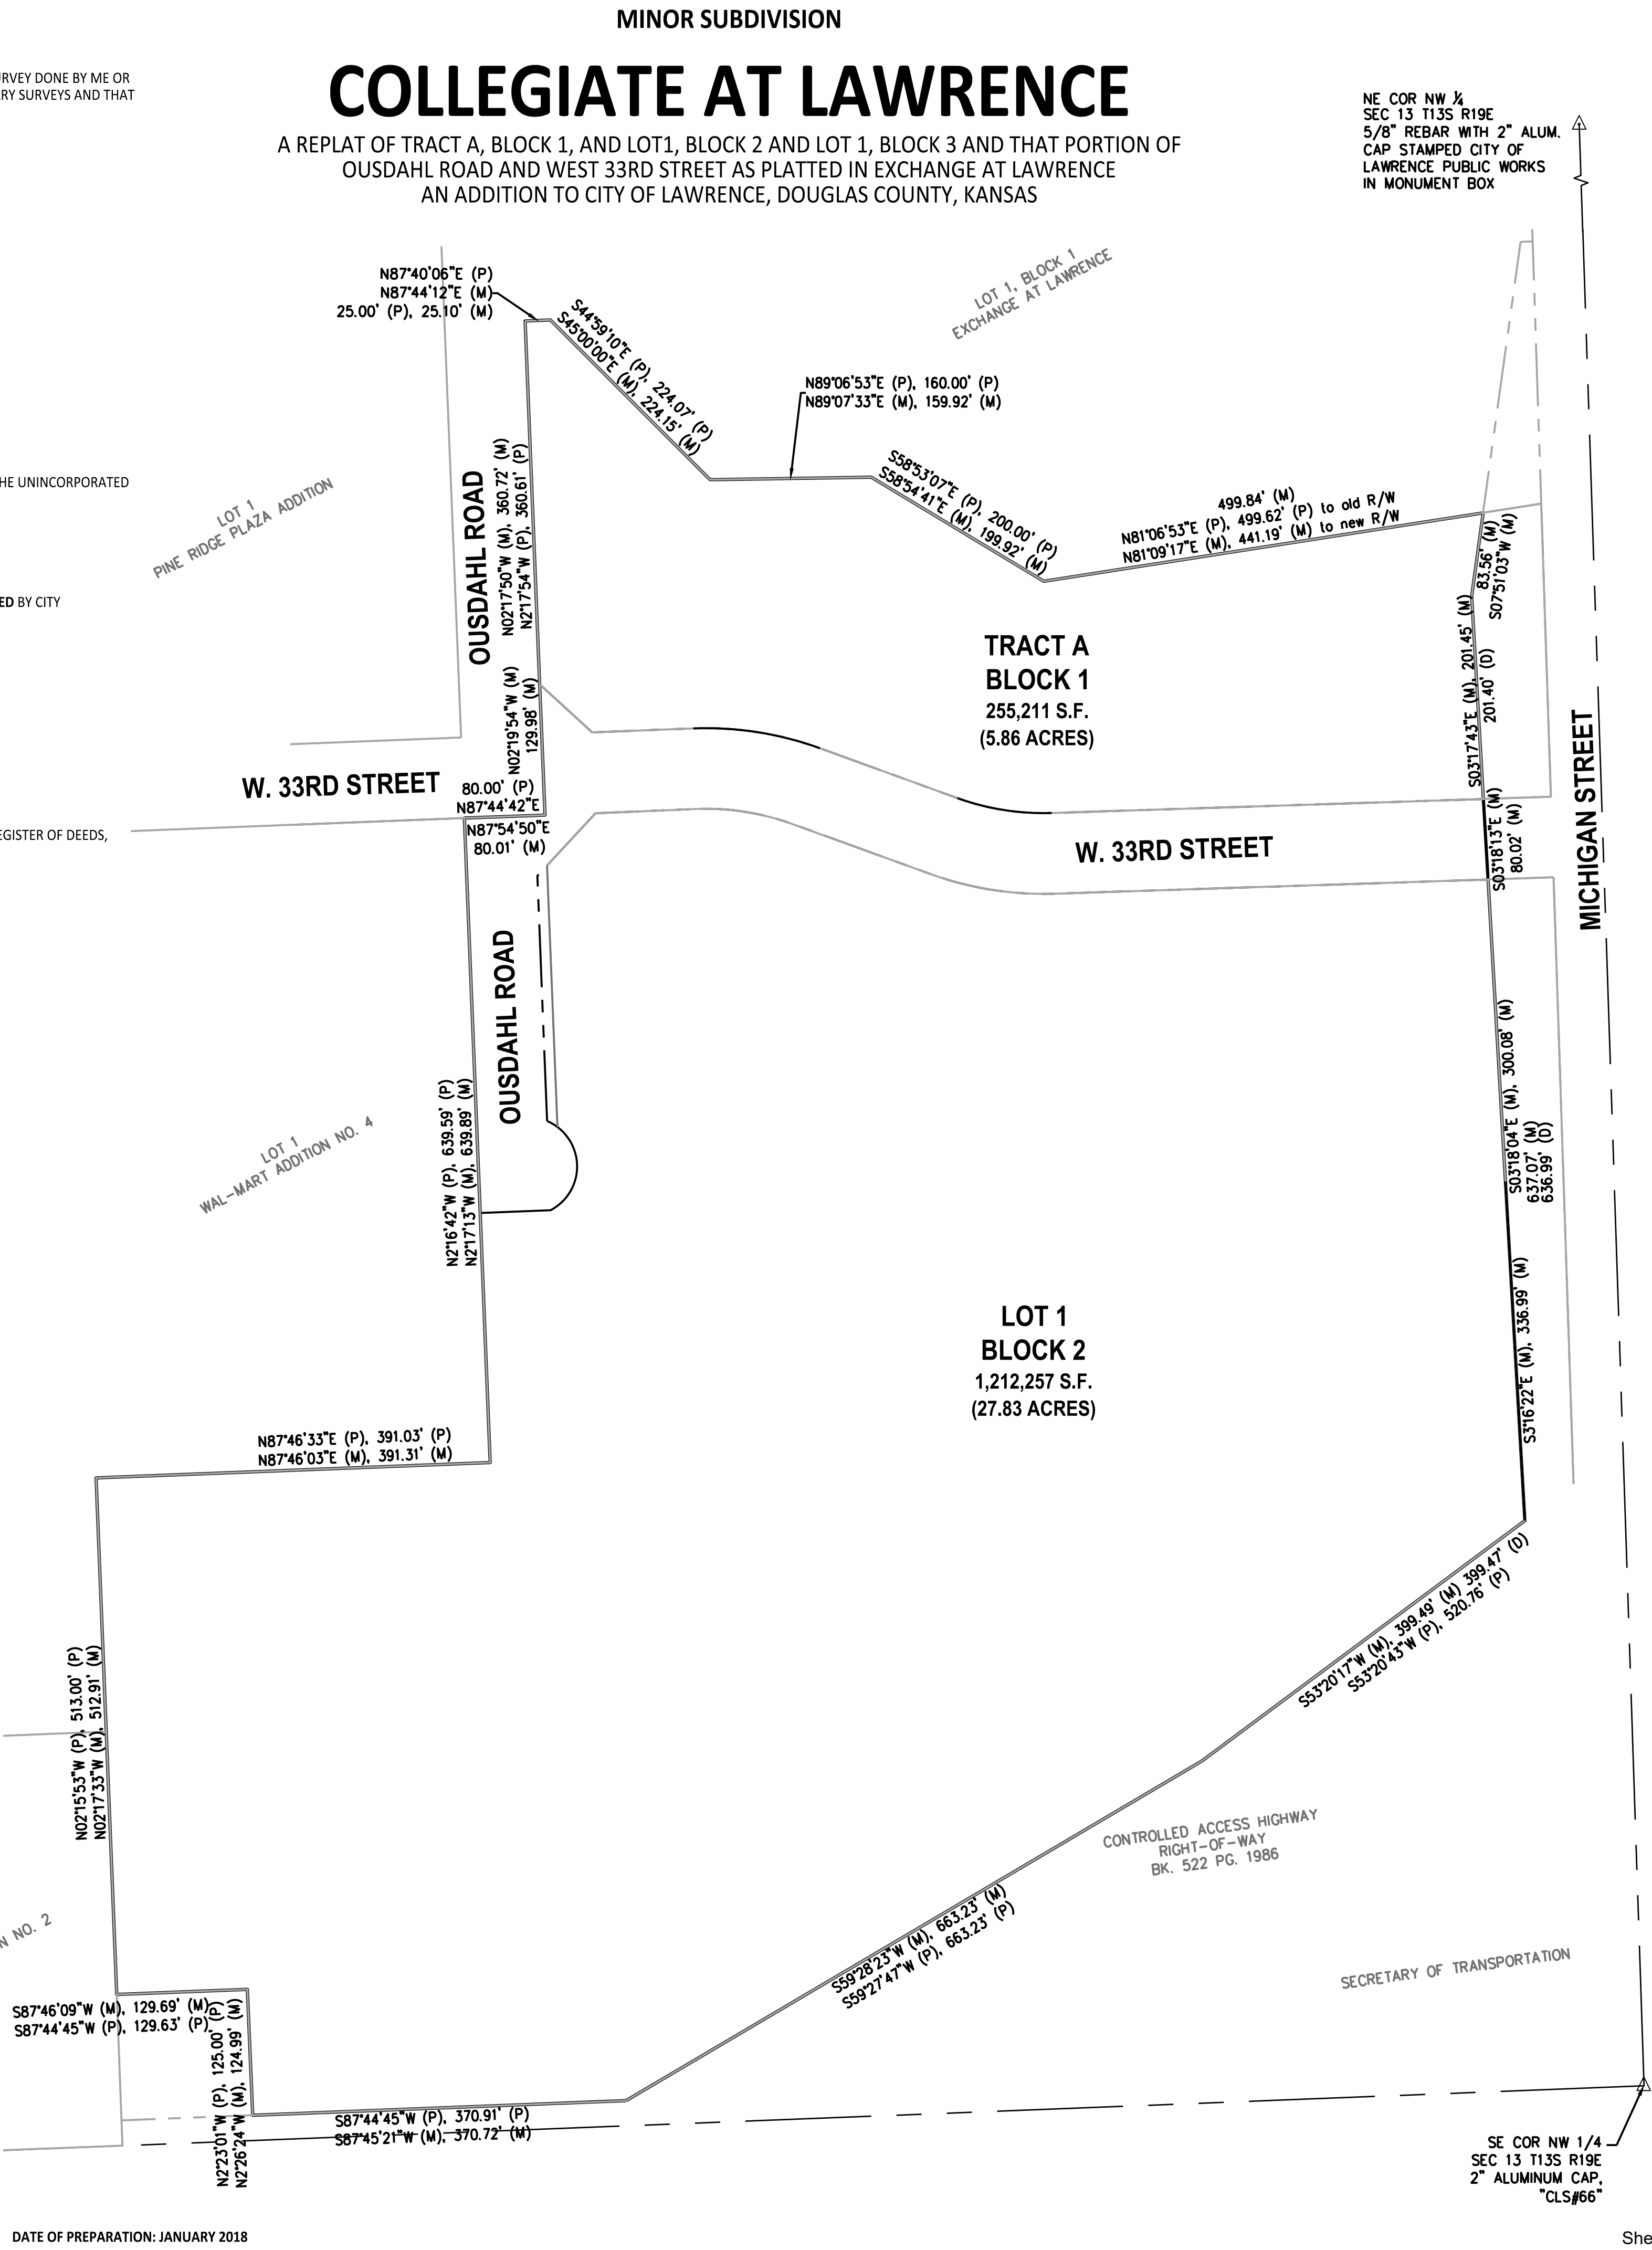 MINOR SUBDIVISION
COLLEGIATE AT LAWRENCE
A REPLAT OF TRACT A, BLOCK 1, AND LOT1, BLOCK 2 AND LOT 1, BLOCK 3 AND THAT PORTION OF
OUSDAHL ROAD AND WEST 33RD STREET AS PLATTED IN EXCHANGE AT LAWRENCE
AN ADDITION TO CITY OF LAWRENCE, DOUGLAS COUNTY, KANSAS
URVEY DONE BY ME OR
RY SURVEYS AND THAT
NE COR NW ¼
SEC 13 T13S R19E
5/8" REBAR WITH 2" ALUM.
CAP STAMPED CITY OF
LAWRENCE PUBLIC WORKS
IN MONUMENT BOX
N87°40'06"E (P)
N87°44'12"E (M)
25.00' (P), 25.10' (M)
S44°59'10"E (P), 224.07' (P)
S45°00'00"E (M), 224.15' (M)
LOT 1, BLOCK 1
EXCHANGE AT LAWRENCE
N89°06'53"E (P), 160.00' (P)
N89°07'33"E (M), 159.92' (M)
S58°53'07"E (P), 200.00' (P)
S58°54'41"E (M), 199.92' (M)
499.84' (M)
N81°06'53"E (P), 499.62' (P) to old R/W
N81°09'17"E (M), 441.19' (M) to new R/W
83.56' (M)
S07°51'03"W (M)
HE UNINCORPORATED
LOT 1
PINE RIDGE PLAZA ADDITION
OUSDAHL ROAD
N02°17'50"W (M), 360.72' (M)
N2°17'54"W (P), 360.61' (P)
ED BY CITY
TRACT A
BLOCK 1
255,211 S.F.
(5.86 ACRES)
S03°17'43"E (M), 201.45' (M)
201.40' (D)
N02°19'54"W (M)
129.98' (M)
W. 33RD STREET
80.00' (P)
N87°44'42"E
N87°54'50"E
80.01' (M)
EGISTER OF DEEDS,
W. 33RD STREET
S03°18'13"E (M)
80.02' (M)
MICHIGAN STREET
OUSDAHL ROAD
N2°16'42"W (P), 639.59' (P)
N2°17'13"W (M), 639.89' (M)
LOT 1
WAL-MART ADDITION NO. 4
S03°18'04"E (M), 300.08' (M)
637.07' (M)
636.99' (D)
LOT 1
BLOCK 2
1,212,257 S.F.
(27.83 ACRES)
S3°16'22"E (M), 336.99' (M)
N87°46'33"E (P), 391.03' (P)
N87°46'03"E (M), 391.31' (M)
S53°20'17"W (M), 399.49' (M) 399.47' (D)
S53°20'43"W (P), 520.76' (P)
N02°15'53"W (P), 513.00' (P)
N02°17'33"W (M), 512.91' (M)
CONTROLLED ACCESS HIGHWAY
RIGHT-OF-WAY
BK. 522 PG. 1986
S59°28'23"W (M), 663.23' (M)
S59°27'47"W (P), 663.23' (P)
N NO. 2
SECRETARY OF TRANSPORTATION
S87°46'09"W (M), 129.69' (M)
S87°44'45"W (P), 129.63' (P)
N2°23'01"W (P), 125.00' (P)
N2°26'24"W (M), 124.99' (M)
S87°44'45"W (P), 370.91' (P)
S87°45'21"W (M), 370.72' (M)
SE COR NW 1/4
SEC 13 T13S R19E
2" ALUMINUM CAP,
"CLS#66"
DATE OF PREPARATION: JANUARY 2018
She